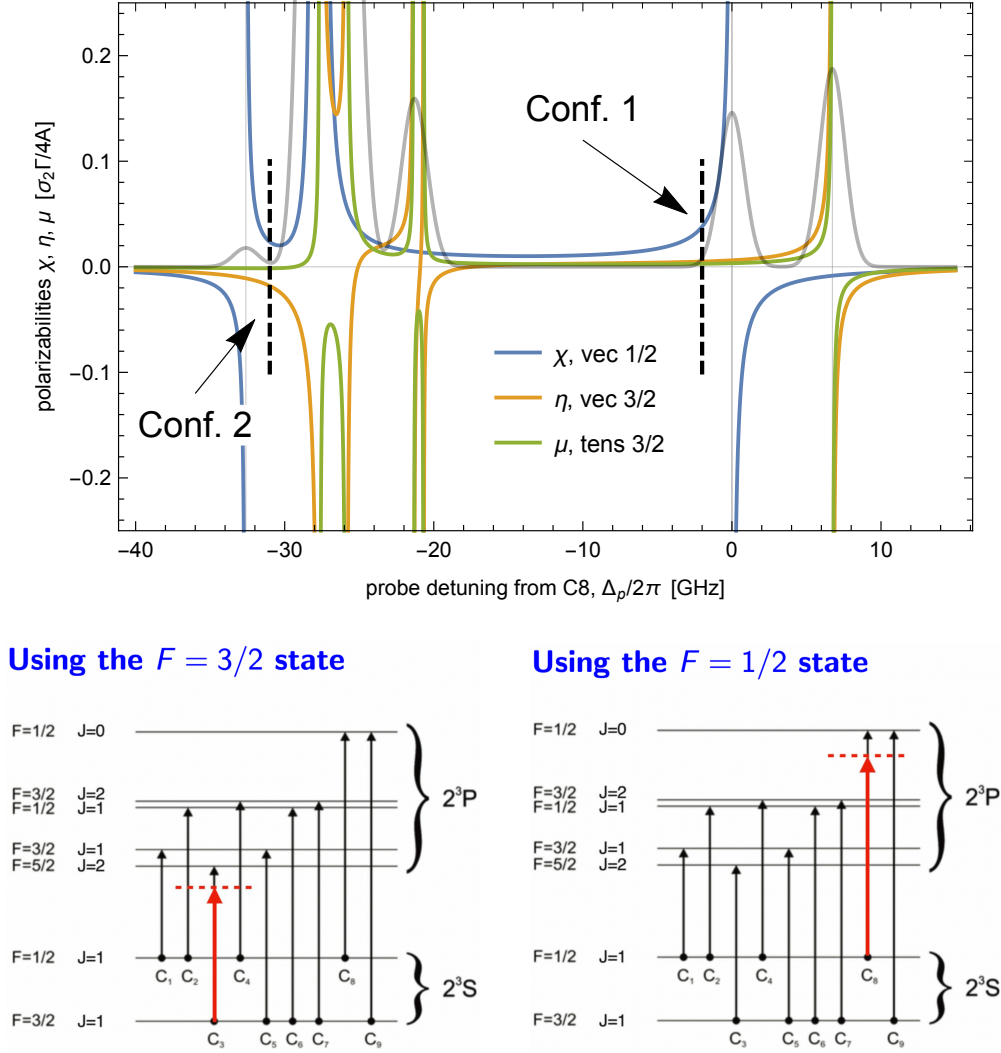 0.2
0.1
0.0
−0.1
−0.2
polarizabilities χ, η, μ [σ₂Γ/4A]
Conf. 1
Conf. 2
χ, vec 1/2
η, vec 3/2
μ, tens 3/2
−40 −30 −20 −10 0 10
probe detuning from C8, Δₚ/2π [GHz]
Using the F = 3/2 state
F=1/2 J=0
F=3/2 J=2
F=1/2 J=1
F=3/2 J=1
F=5/2 J=2
2³P
F=1/2 J=1
C₁ C₂ C₄ C₈
2³S
F=3/2 J=1
C₃ C₅ C₆ C₇ C₉
Using the F = 1/2 state
F=1/2 J=0
F=3/2 J=2
F=1/2 J=1
F=3/2 J=1
F=5/2 J=2
2³P
F=1/2 J=1
C₁ C₂ C₄ C₈
2³S
F=3/2 J=1
C₃ C₅ C₆ C₇ C₉